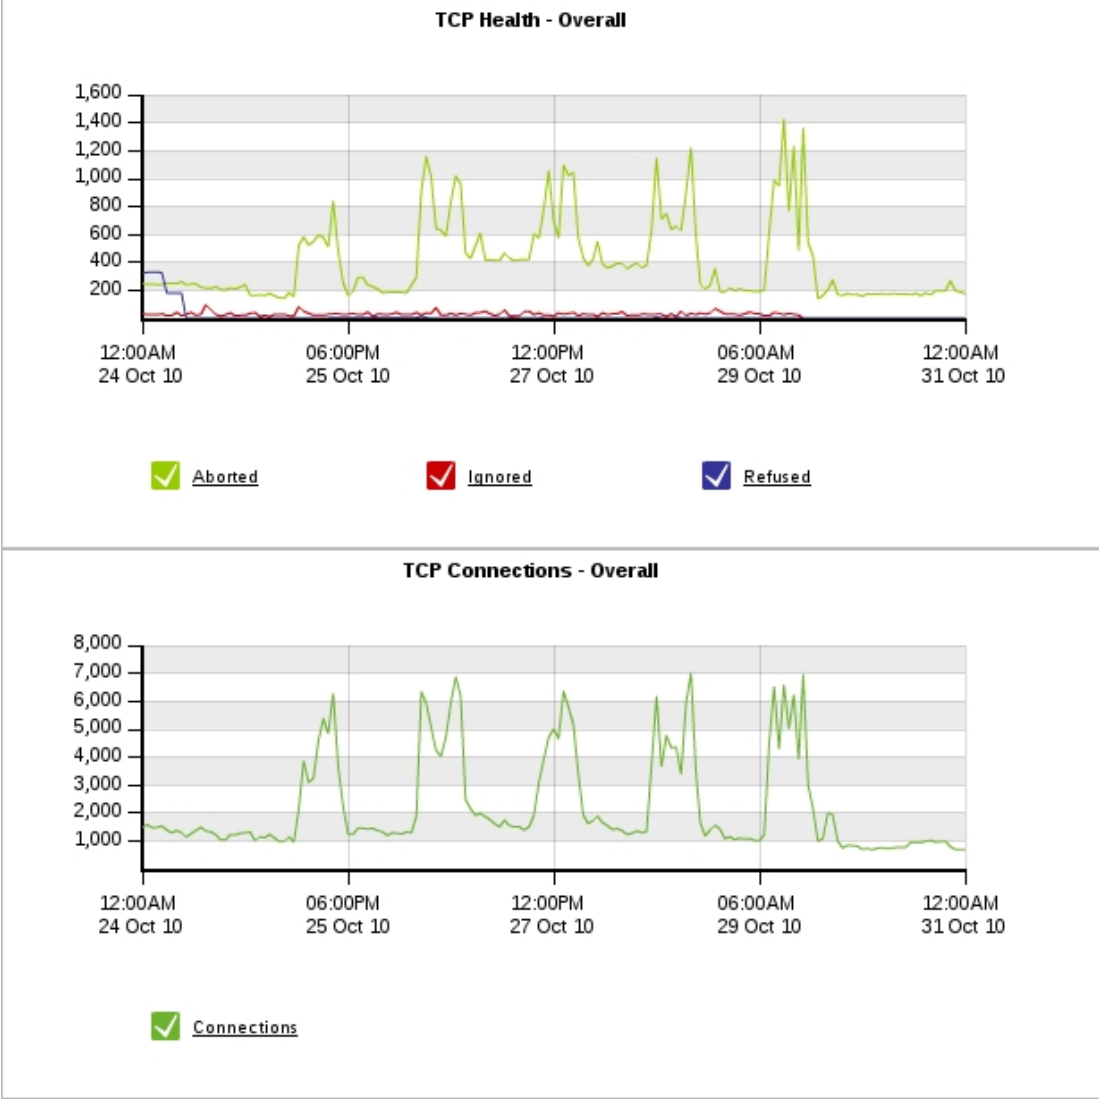 TCP Health - Overall
1,600
1,400
1,200
1,000
800
600
400
200
12:00AM 06:00PM 12:00PM 06:00AM 12:00AM
24 Oct 10 25 Oct 10 27 Oct 10 29 Oct 10 31 Oct 10
Aborted Ignored Refused
TCP Connections - Overall
8,000
7,000
6,000
5,000
4,000
3,000
2,000
1,000
12:00AM 06:00PM 12:00PM 06:00AM 12:00AM
24 Oct 10 25 Oct 10 27 Oct 10 29 Oct 10 31 Oct 10
Connections